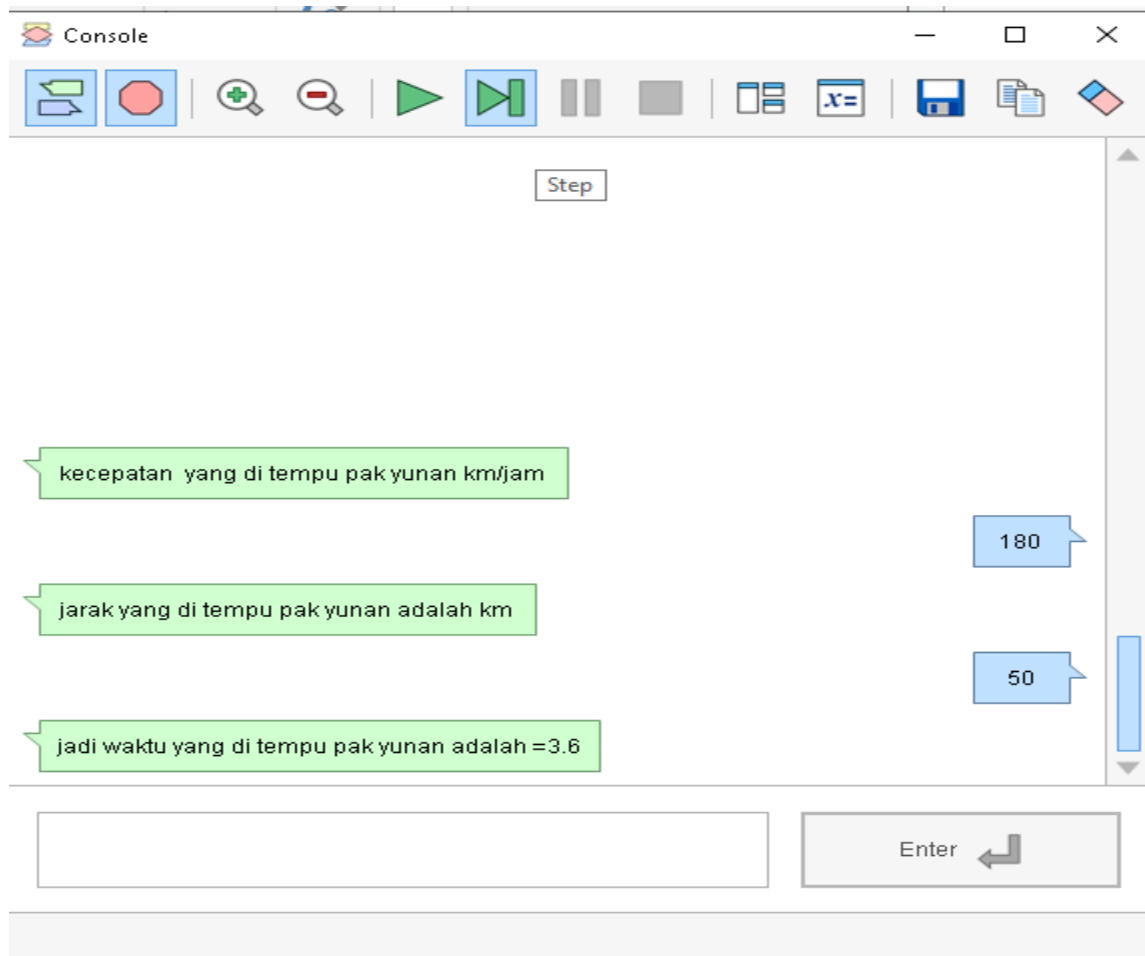 Console
x=
Step
kecepatan  yang di tempu pak yunan km/jam
180
jarak yang di tempu pak yunan adalah km
50
jadi waktu yang di tempu pak yunan adalah =3.6
Enter